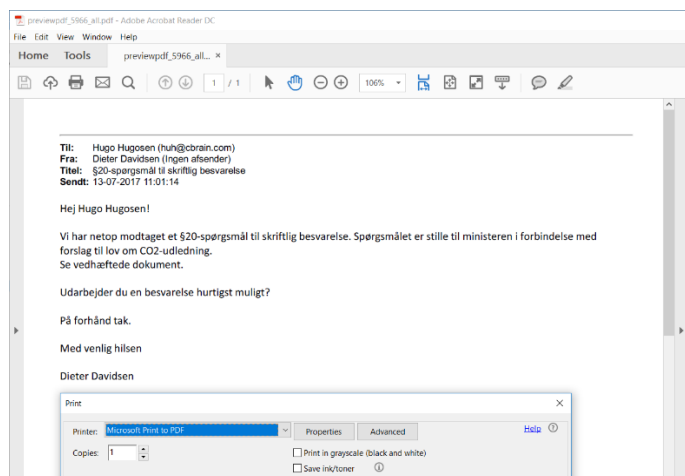 previewpdf_5966_all.pdf - Adobe Acrobat Reader DC
File Edit View Window Help
Home Tools previewpdf_5966_all... ×
1 / 1 106%
Til: Hugo Hugosen (huh@cbrain.com)
Fra: Dieter Davidsen (Ingen afsender)
Titel: §20-spørgsmål til skriftlig besvarelse
Sendt: 13-07-2017 11:01:14
Hej Hugo Hugosen!
Vi har netop modtaget et §20-spørgsmål til skriftlig besvarelse. Spørgsmålet er stille til ministeren i forbindelse med
forslag til lov om CO2-udledning.
Se vedhæftede dokument.
Udarbejder du en besvarelse hurtigst muligt?
På forhånd tak.
Med venlig hilsen
Dieter Davidsen
Print
Printer: Microsoft Print to PDF Properties Advanced Help
Copies: 1 Print in grayscale (black and white)
Save ink/toner